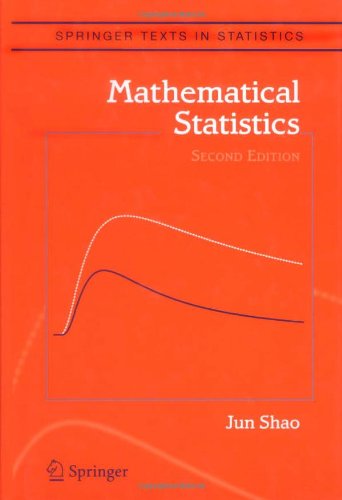 SPRINGER TEXTS IN STATISTICS
Mathematical
Statistics
SECOND EDITION
Jun Shao
Springer